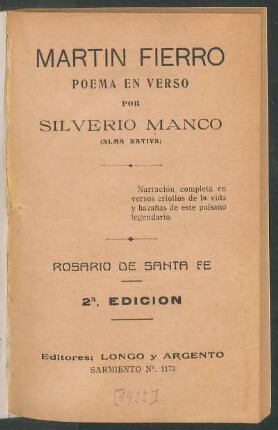 MARTIN FIERRO
POEMA EN VERSO
POR
SILVERIO MANCO
(ALMA NATIVA)
Narración completa en
versos criollos de la vida
y hazañas de este paisano
legendario.
ROSARIO DE SANTA FE
2ª. EDICION
Editores: LONGO y ARGENTO
SARMIENTO Nº. 1173
[1922]